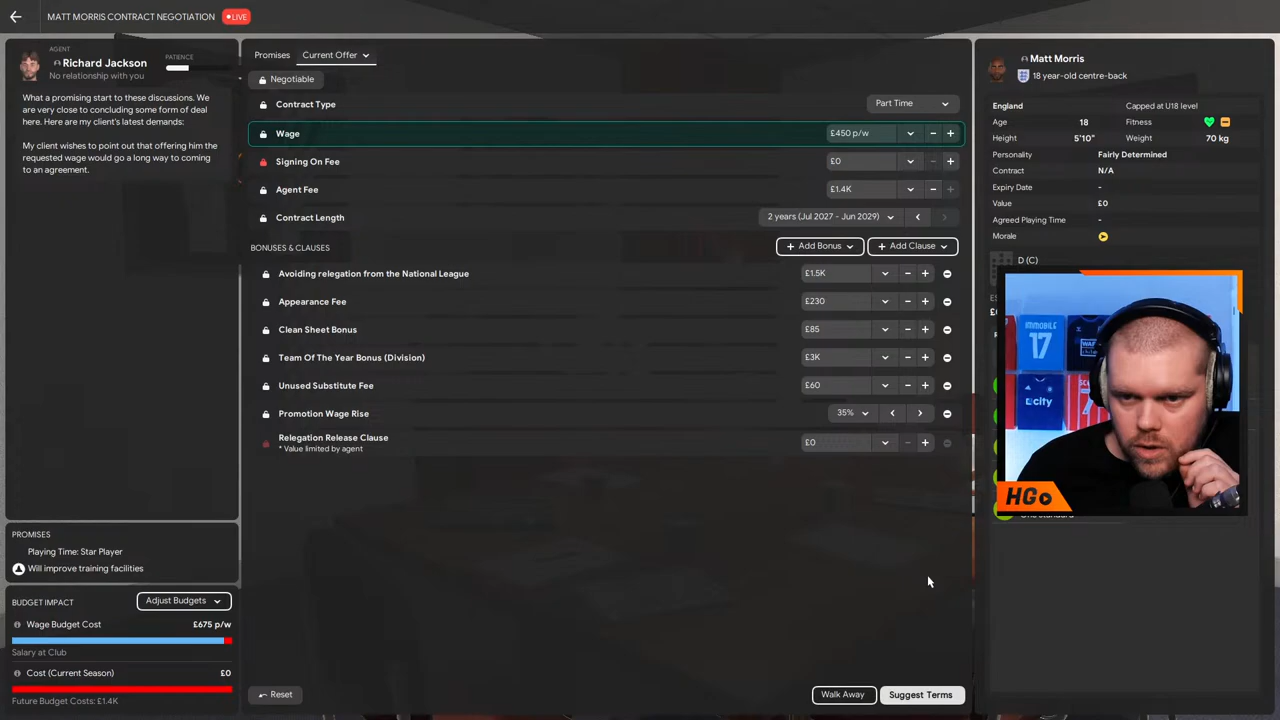 MATT MORRIS CONTRACT NEGOTIATION
LIVE
AGENT
Richard Jackson
No relationship with you
PATIENCE
What a promising start to these discussions. We
are very close to concluding some form of deal
here. Here are my client's latest demands:
My client wishes to point out that offering him the
requested wage would go a long way to coming
to an agreement.
PROMISES
Playing Time: Star Player
Will improve training facilities
BUDGET IMPACT
Adjust Budgets
Wage Budget Cost £675 p/w
Salary at Club
Cost (Current Season) £0
Future Budget Costs: £1.4K
Promises Current Offer
Negotiable
Contract Type Part Time
Wage £450 p/w
Signing On Fee £0
Agent Fee £1.4K
Contract Length 2 years (Jul 2027 - Jun 2029)
BONUSES & CLAUSES
Add Bonus
Add Clause
Avoiding relegation from the National League £1.5K
Appearance Fee £230
Clean Sheet Bonus £85
Team Of The Year Bonus (Division) £3K
Unused Substitute Fee £60
Promotion Wage Rise 35%
Relegation Release Clause £0
* Value limited by agent
Reset
Walk Away
Suggest Terms
Matt Morris
18 year-old centre-back
England Capped at U18 level
Age 18
Fitness
Height 5'10"
Weight 70 kg
Personality Fairly Determined
Contract N/A
Expiry Date -
Value £0
Agreed Playing Time -
Morale
D (C)
IMMOBILE
17
city
HGo